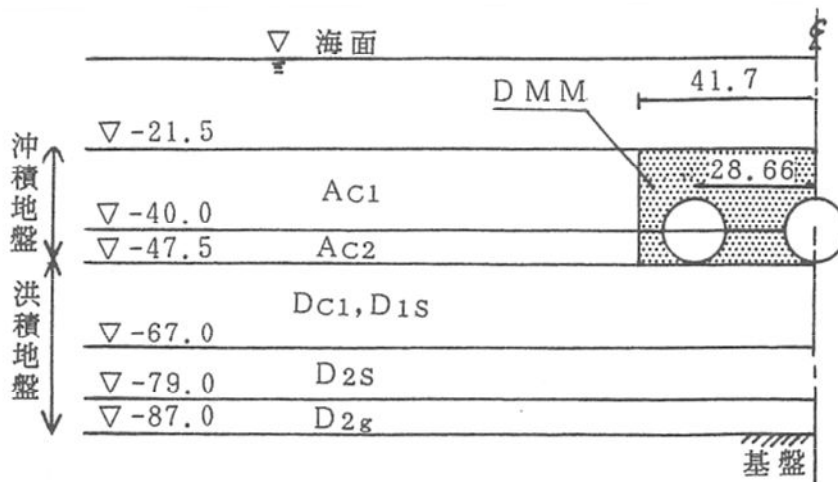 ▽ 海面
℄
41.7
DMM
▽ -21.5
28.66
沖積地盤
AC1
▽ -40.0
▽ -47.5
AC2
洪積地盤
DC1,D1S
▽ -67.0
D2S
▽ -79.0
▽ -87.0
D2g
基盤